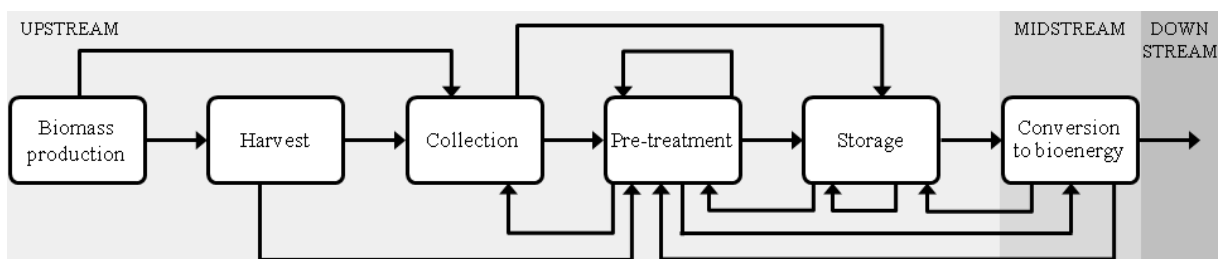 UPSTREAM
MIDSTREAM
DOWN
STREAM
Biomass
production
Harvest
Collection
Pre-treatment
Storage
Conversion
to bioenergy